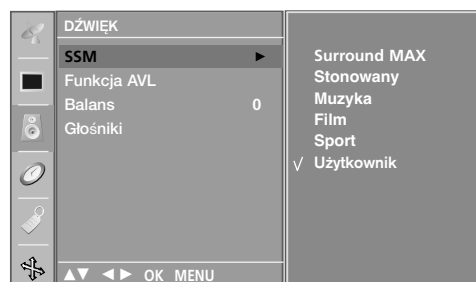 DŹWIĘK
SSM ►
Funkcja AVL
Balans 0
Głośniki
▲▼ ◄► OK MENU
Surround MAX
Stonowany
Muzyka
Film
Sport
√ Użytkownik